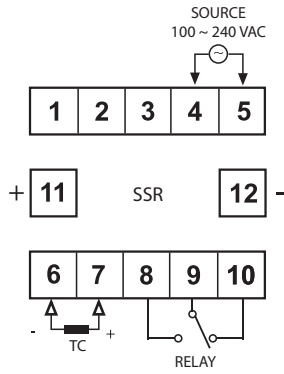 SOURCE
100 ~ 240 VAC
~
1 2 3 4 5
+ 11 SSR 12 -
6 7 8 9 10
- +
TC
RELAY